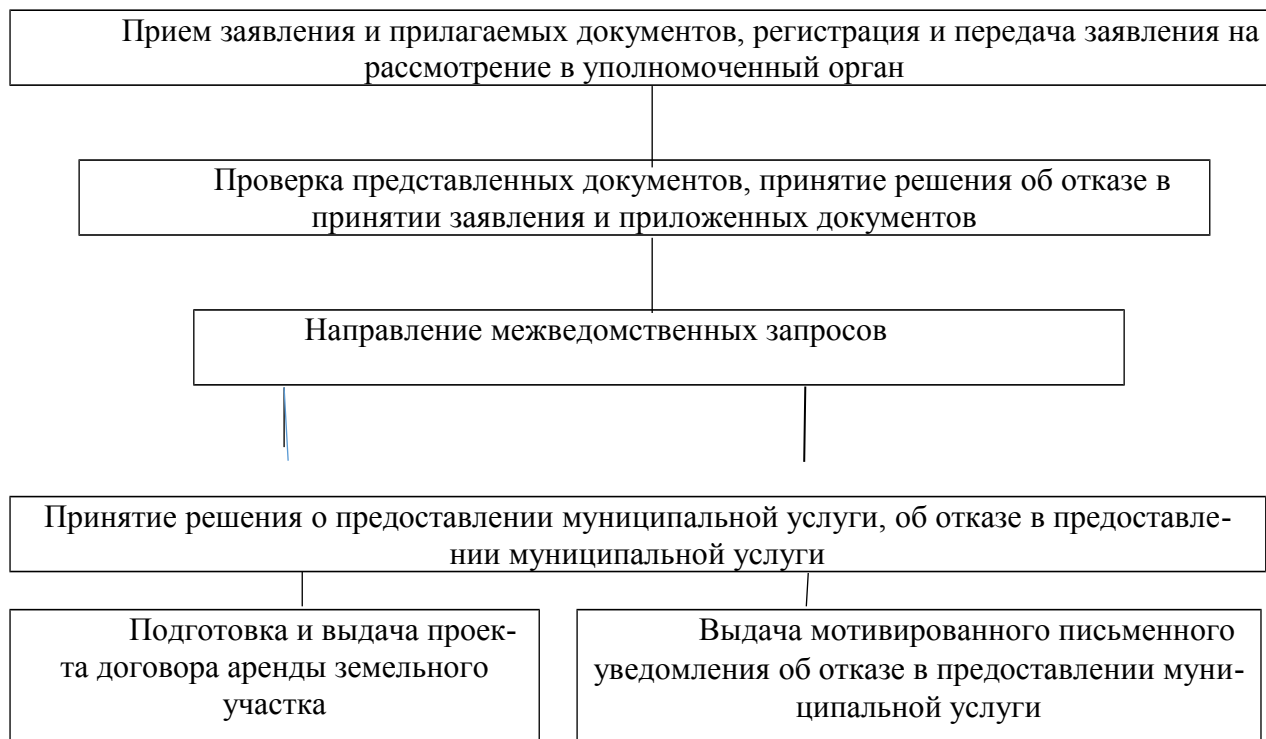 Прием заявления и прилагаемых документов, регистрация и передача заявления на
рассмотрение в уполномоченный орган
Проверка представленных документов, принятие решения об отказе в
принятии заявления и приложенных документов
Направление межведомственных запросов
Принятие решения о предоставлении муниципальной услуги, об отказе в предоставле-
нии муниципальной услуги
Подготовка и выдача проек-
та договора аренды земельного
участка
Выдача мотивированного письменного
уведомления об отказе в предоставлении муни-
ципальной услуги